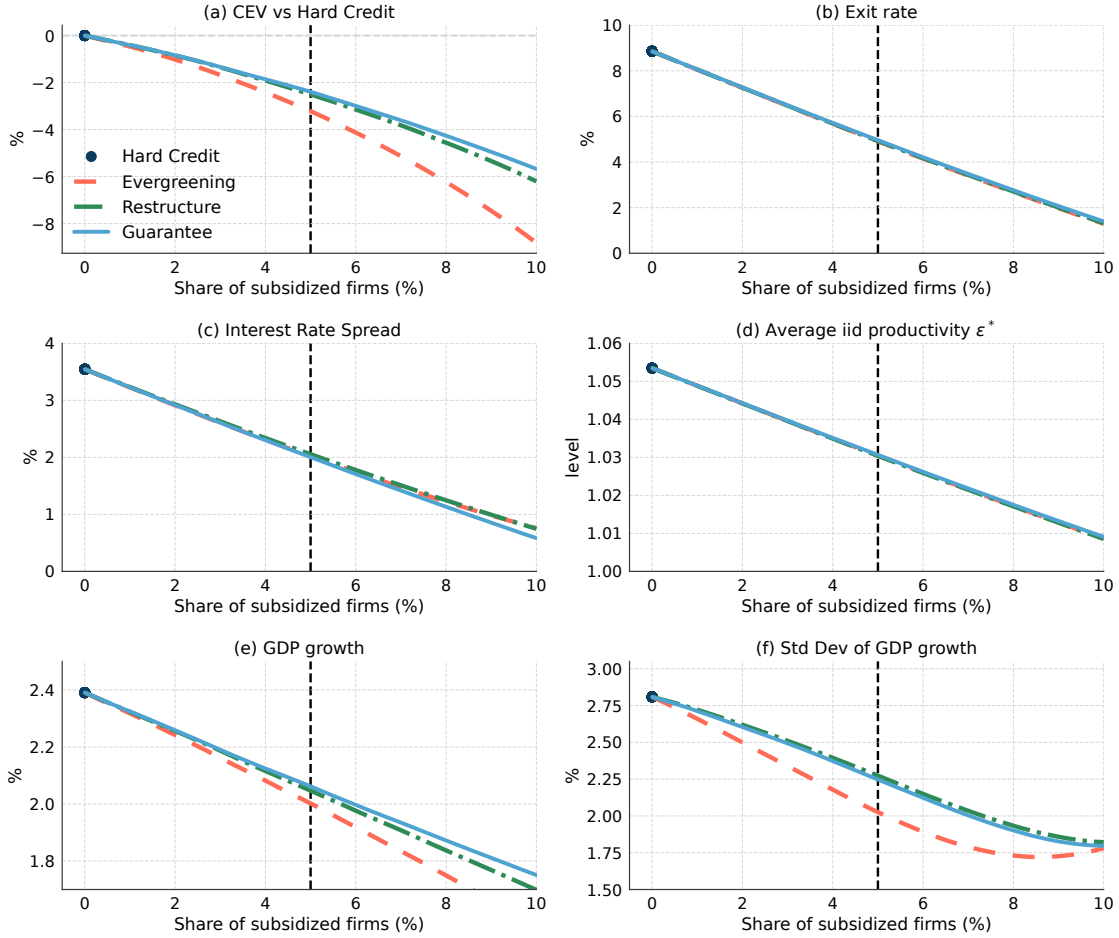 (a) CEV vs Hard Credit
0
−2
−4
−6
−8
%
Hard Credit
Evergreening
Restructure
Guarantee
0 2 4 6 8 10
Share of subsidized firms (%)
(b) Exit rate
10
8
6
4
2
0
%
0 2 4 6 8 10
Share of subsidized firms (%)
(c) Interest Rate Spread
4
3
2
1
0
%
0 2 4 6 8 10
Share of subsidized firms (%)
(d) Average iid productivity ε*
1.06
1.05
1.03
1.02
1.01
1.00
level
0 2 4 6 8 10
Share of subsidized firms (%)
(e) GDP growth
2.4
2.2
2.0
1.8
%
0 2 4 6 8 10
Share of subsidized firms (%)
(f) Std Dev of GDP growth
3.00
2.75
2.50
2.25
2.00
1.75
1.50
%
0 2 4 6 8 10
Share of subsidized firms (%)